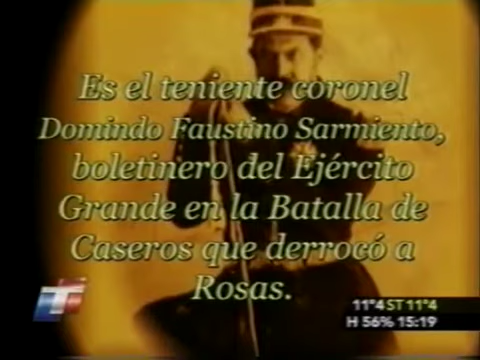 Es el teniente coronel
Domindo Faustino Sarmiento,
boletinero del Ejército
Grande en la Batalla de
Caseros que derrocó a
Rosas.
11°4 ST 11°4
H 56% 15:19